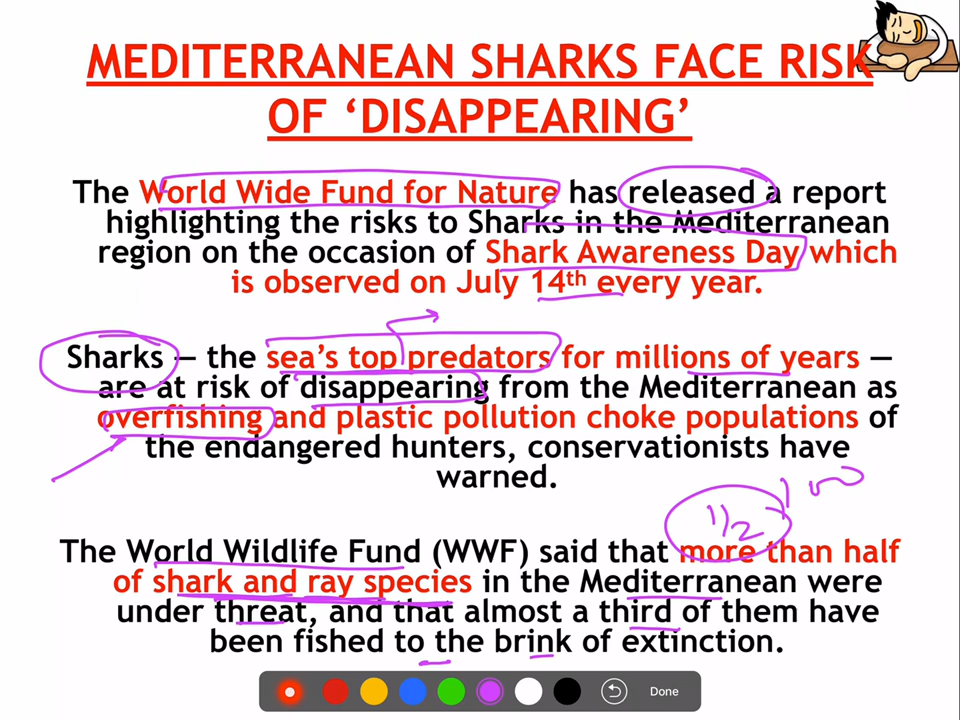 MEDITERRANEAN SHARKS FACE RISK
OF ‘DISAPPEARING’
The World Wide Fund for Nature has released a report
highlighting the risks to Sharks in the Mediterranean
region on the occasion of Shark Awareness Day which
is observed on July 14th every year.
Sharks — the sea’s top predators for millions of years —
are at risk of disappearing from the Mediterranean as
overfishing and plastic pollution choke populations of
the endangered hunters, conservationists have
warned.
1/2
The World Wildlife Fund (WWF) said that more than half
of shark and ray species in the Mediterranean were
under threat, and that almost a third of them have
been fished to the brink of extinction.
Done